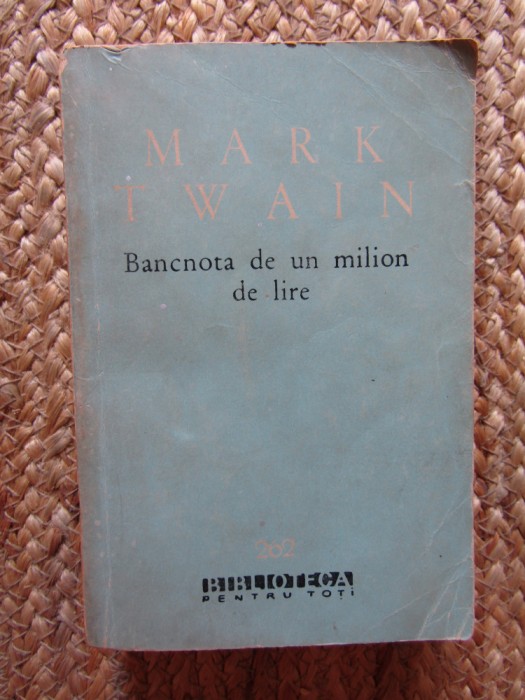 MARK
TWAIN
Bancnota de un milion
de lire
262
BIBLIOTECA
PENTRU TOȚI